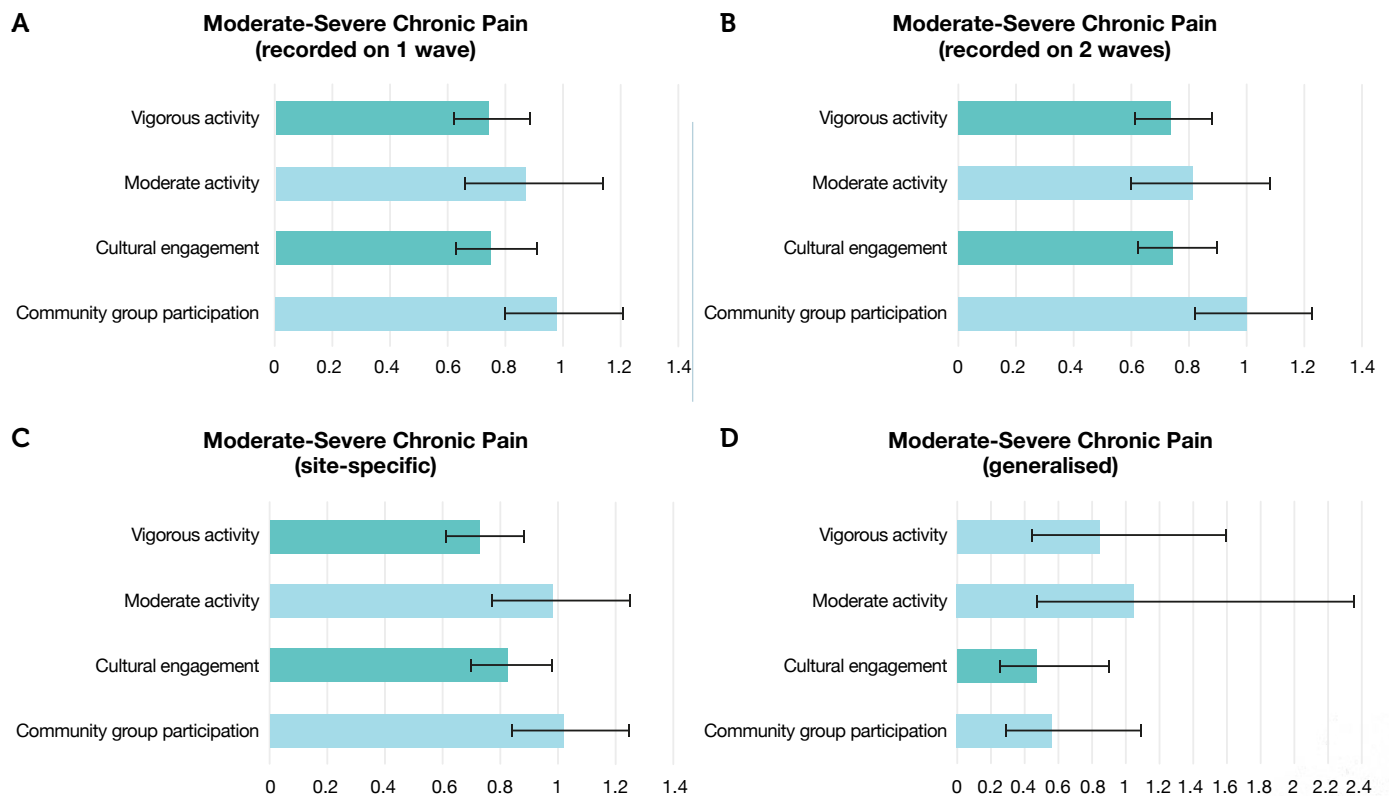 A
Moderate-Severe Chronic Pain
(recorded on 1 wave)
Vigorous activity
Moderate activity
Cultural engagement
Community group participation
0 0.2 0.4 0.6 0.8 1 1.2 1.4
B
Moderate-Severe Chronic Pain
(recorded on 2 waves)
Vigorous activity
Moderate activity
Cultural engagement
Community group participation
0 0.2 0.4 0.6 0.8 1 1.2 1.4
C
Moderate-Severe Chronic Pain
(site-specific)
Vigorous activity
Moderate activity
Cultural engagement
Community group participation
0 0.2 0.4 0.6 0.8 1 1.2 1.4
D
Moderate-Severe Chronic Pain
(generalised)
Vigorous activity
Moderate activity
Cultural engagement
Community group participation
0 0.2 0.4 0.6 0.8 1 1.2 1.4 1.6 1.8 2 2.2 2.4